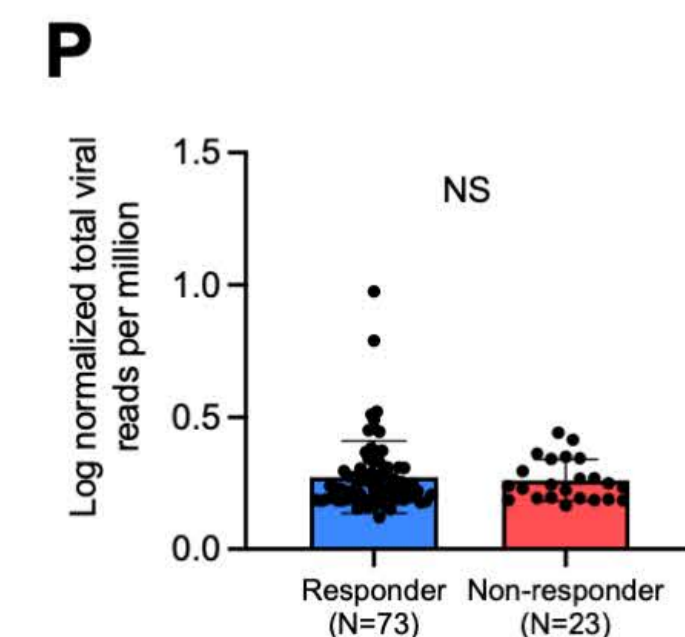 P
Log normalized total viral
reads per million
1.5
1.0
0.5
0.0
NS
Responder
(N=73)
Non-responder
(N=23)